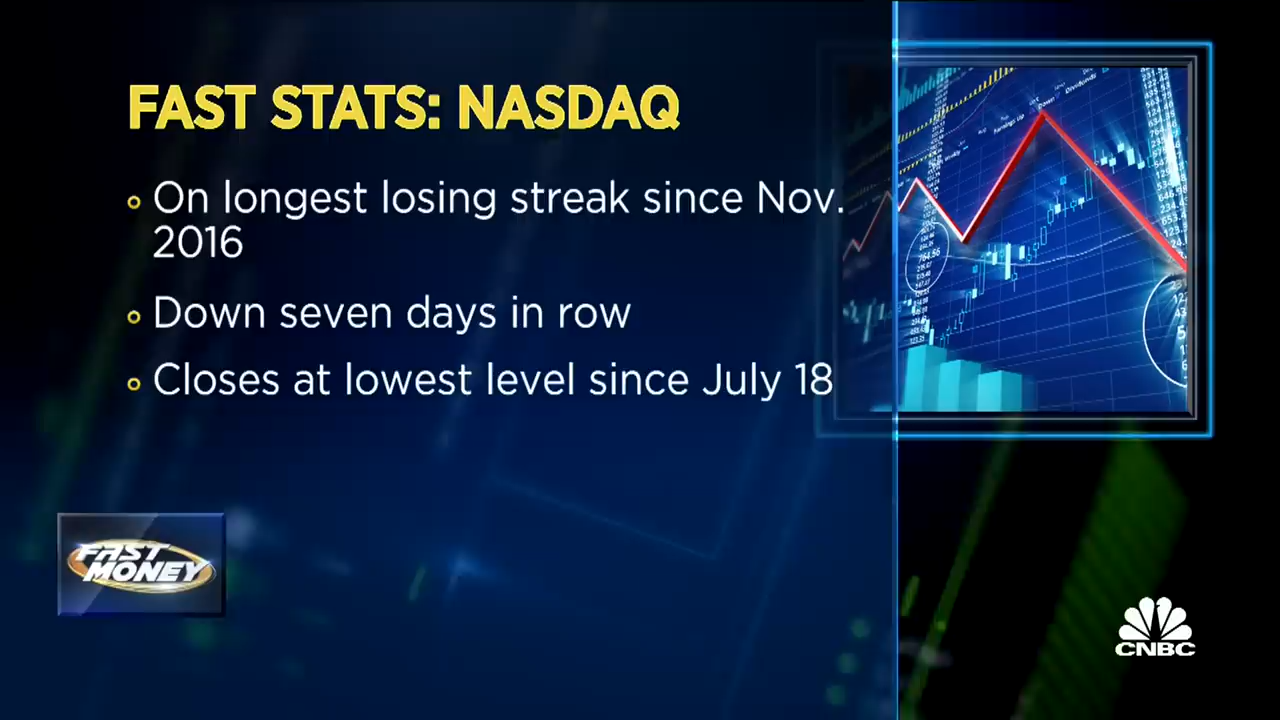 FAST STATS: NASDAQ
On longest losing streak since Nov.
2016
Down seven days in row
Closes at lowest level since July 18
FAST
MONEY
CNBC